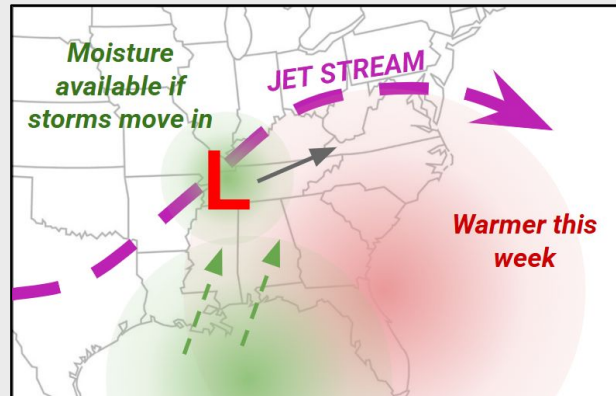 Moisture
available if
storms move in
JET STREAM
L
Warmer this
week